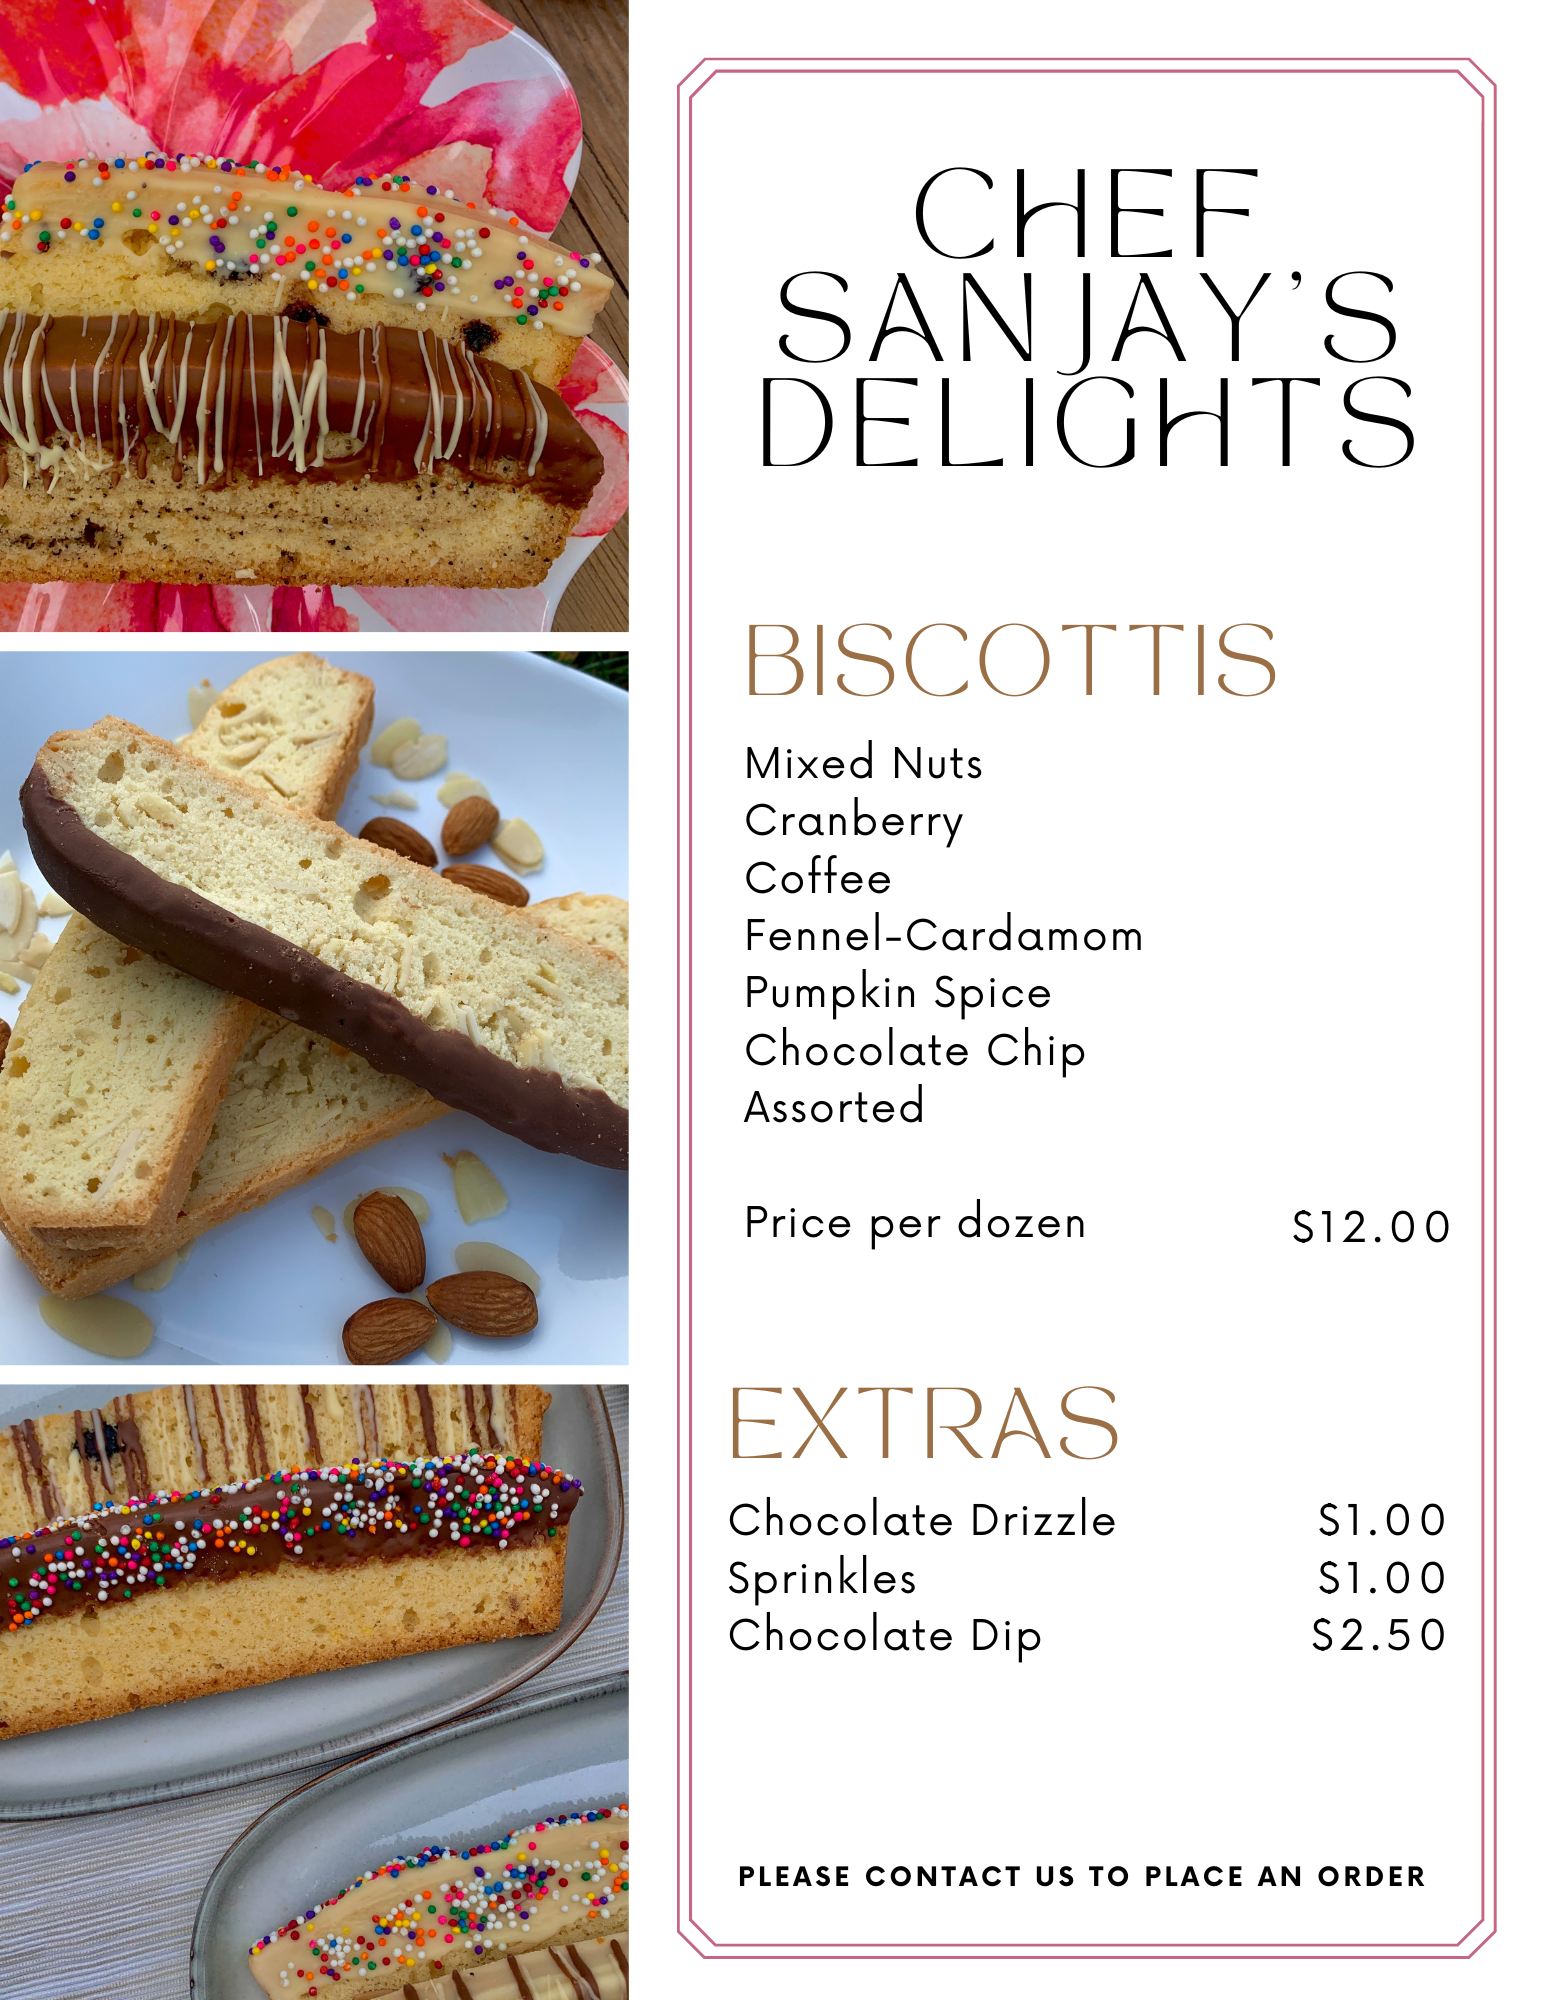 CHEF
SANJAY'S
DELIGHTS
BISCOTTIS
Mixed Nuts
Cranberry
Coffee
Fennel-Cardamom
Pumpkin Spice
Chocolate Chip
Assorted
Price per dozen $12.00
EXTRAS
Chocolate Drizzle $1.00
Sprinkles $1.00
Chocolate Dip $2.50
PLEASE CONTACT US TO PLACE AN ORDER